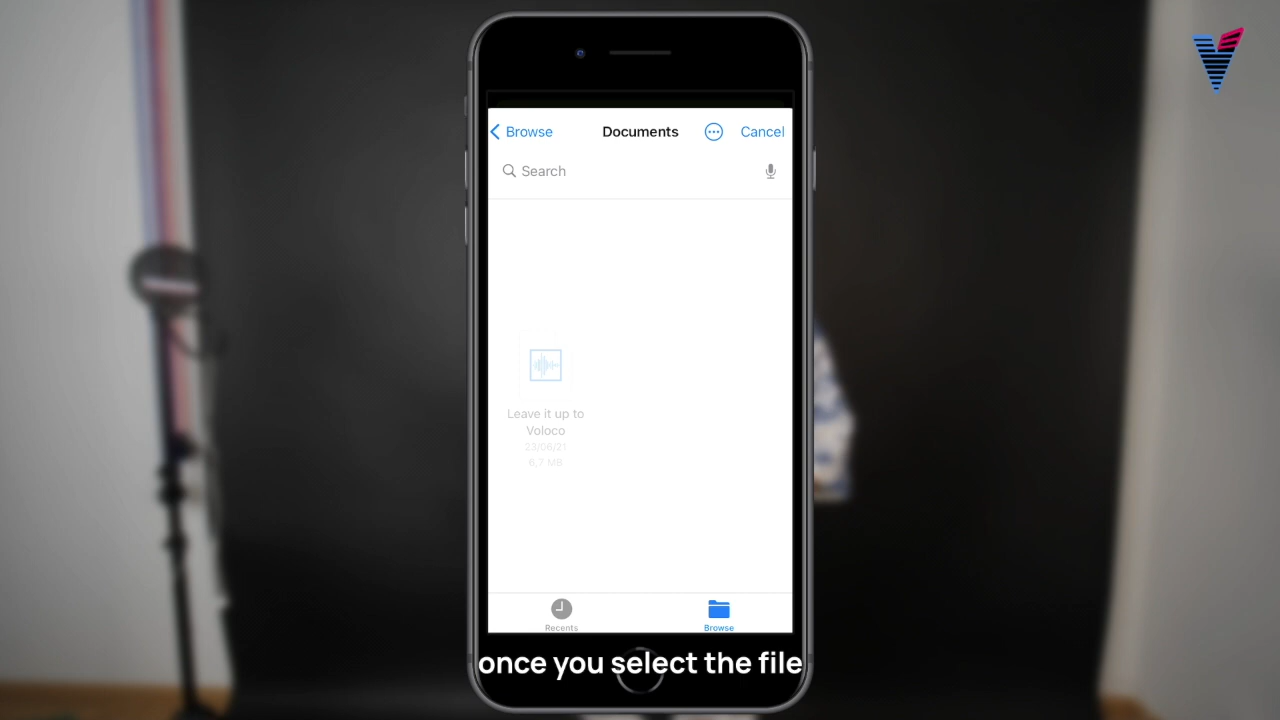 Browse
Documents
Cancel
Search
Leave it up to
Voloco
23/06/21
6,7 MB
Recents
Browse
once you select the file